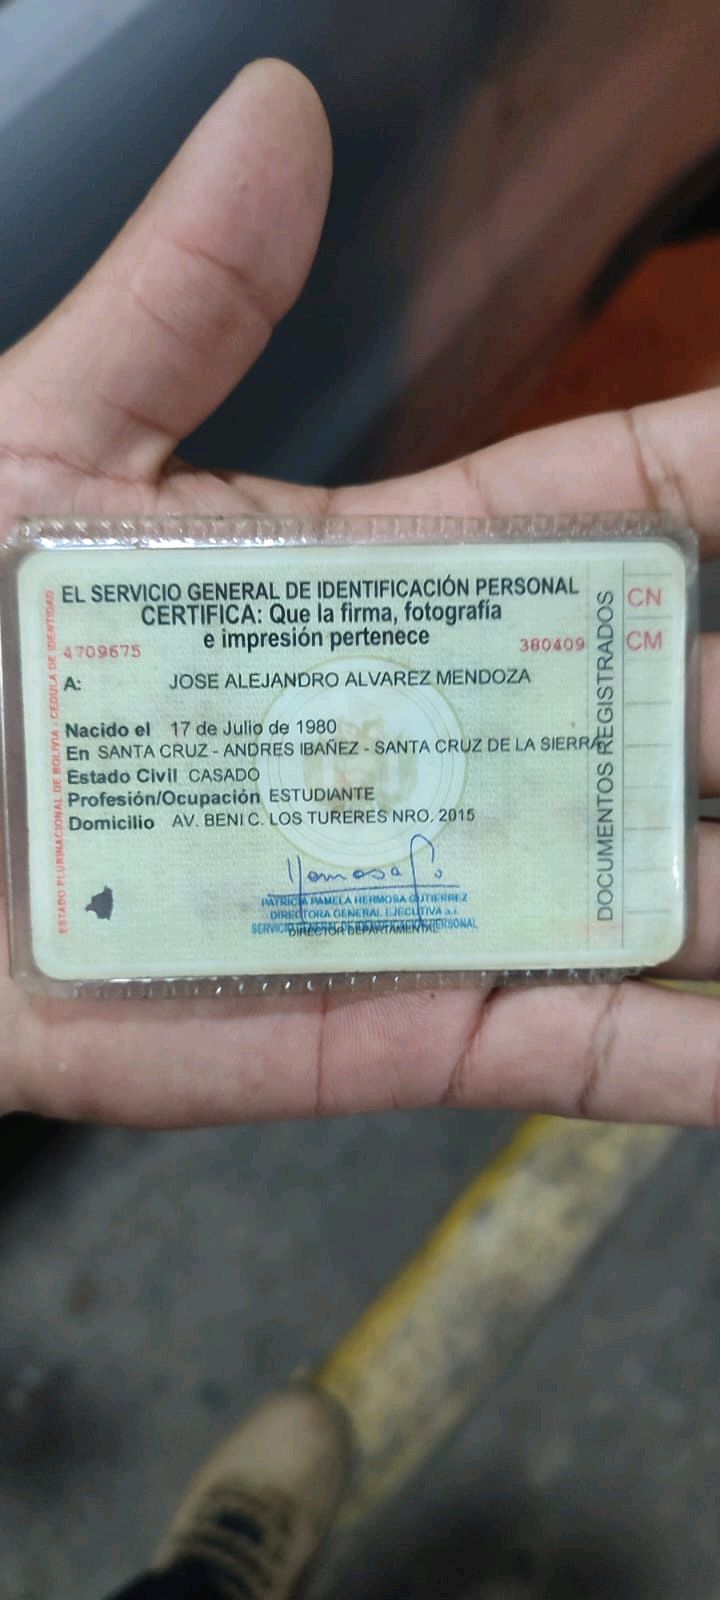 EL SERVICIO GENERAL DE IDENTIFICACIÓN PERSONAL
CERTIFICA: Que la firma, fotografía
e impresión pertenece
4709675
380409
A: JOSE ALEJANDRO ALVAREZ MENDOZA
Nacido el 17 de Julio de 1980
En SANTA CRUZ - ANDRES IBAÑEZ - SANTA CRUZ DE LA SIERRA
Estado Civil CASADO
Profesión/Ocupación ESTUDIANTE
Domicilio AV. BENI C. LOS TURERES NRO. 2015
PATRICIA PAMELA HERMOSA GUTIERREZ
DIRECTORA GENERAL EJECUTIVA a.i.
SERVICIO GENERAL DE IDENTIFICACIÓN PERSONAL
DIRECTOR DEPARTAMENTAL
ESTADO PLURINACIONAL DE BOLIVIA - CEDULA DE IDENTIDAD
DOCUMENTOS REGISTRADOS
CN
CM